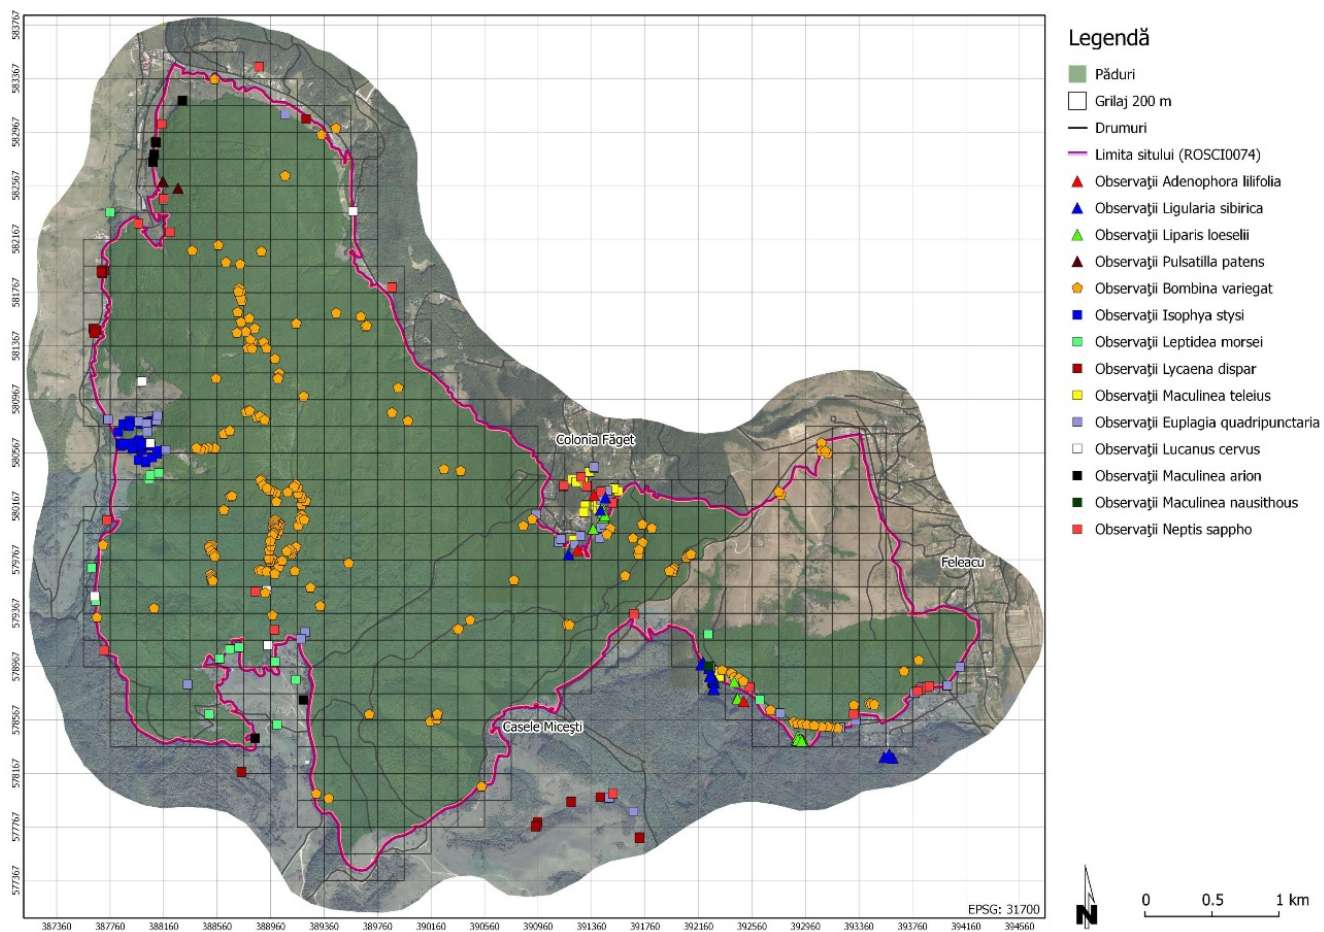 583767
583367
582967
582567
582167
581767
581367
580967
580567
580167
579767
579367
578967
578567
578167
577767
577367
Colonia Făget
Feleacu
Casele Micești
EPSG: 31700
387360 387760 388160 388560 388960 389360 389760 390160 390560 390960 391360 391760 392160 392560 392960 393360 393760 394160 394560
Legendă
Păduri
Grilaj 200 m
Drumuri
Limita sitului (ROSCI0074)
Observații Adenophora lilifolia
Observații Ligularia sibirica
Observații Liparis loeselii
Observații Pulsatilla patens
Observații Bombina variegat
Observații Isophya stysi
Observații Leptidea morsei
Observații Lycaena dispar
Observații Maculinea teleius
Observații Euplagia quadripunctaria
Observații Lucanus cervus
Observații Maculinea arion
Observații Maculinea nausithous
Observații Neptis sappho
N
0 0.5 1 km